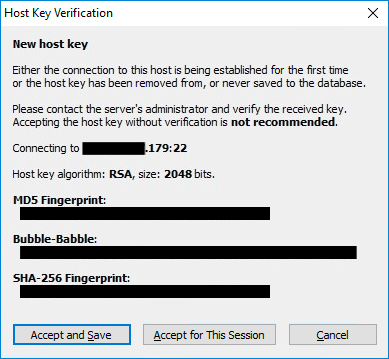 Host Key Verification
New host key
Either the connection to this host is being established for the first time
or the host key has been removed from, or never saved to the database.
Please contact the server's administrator and verify the received key.
Accepting the host key without verification is not recommended.
Connecting to .179:22
Host key algorithm: RSA, size: 2048 bits.
MD5 Fingerprint:
Bubble-Babble:
SHA-256 Fingerprint:
Accept and Save Accept for This Session Cancel